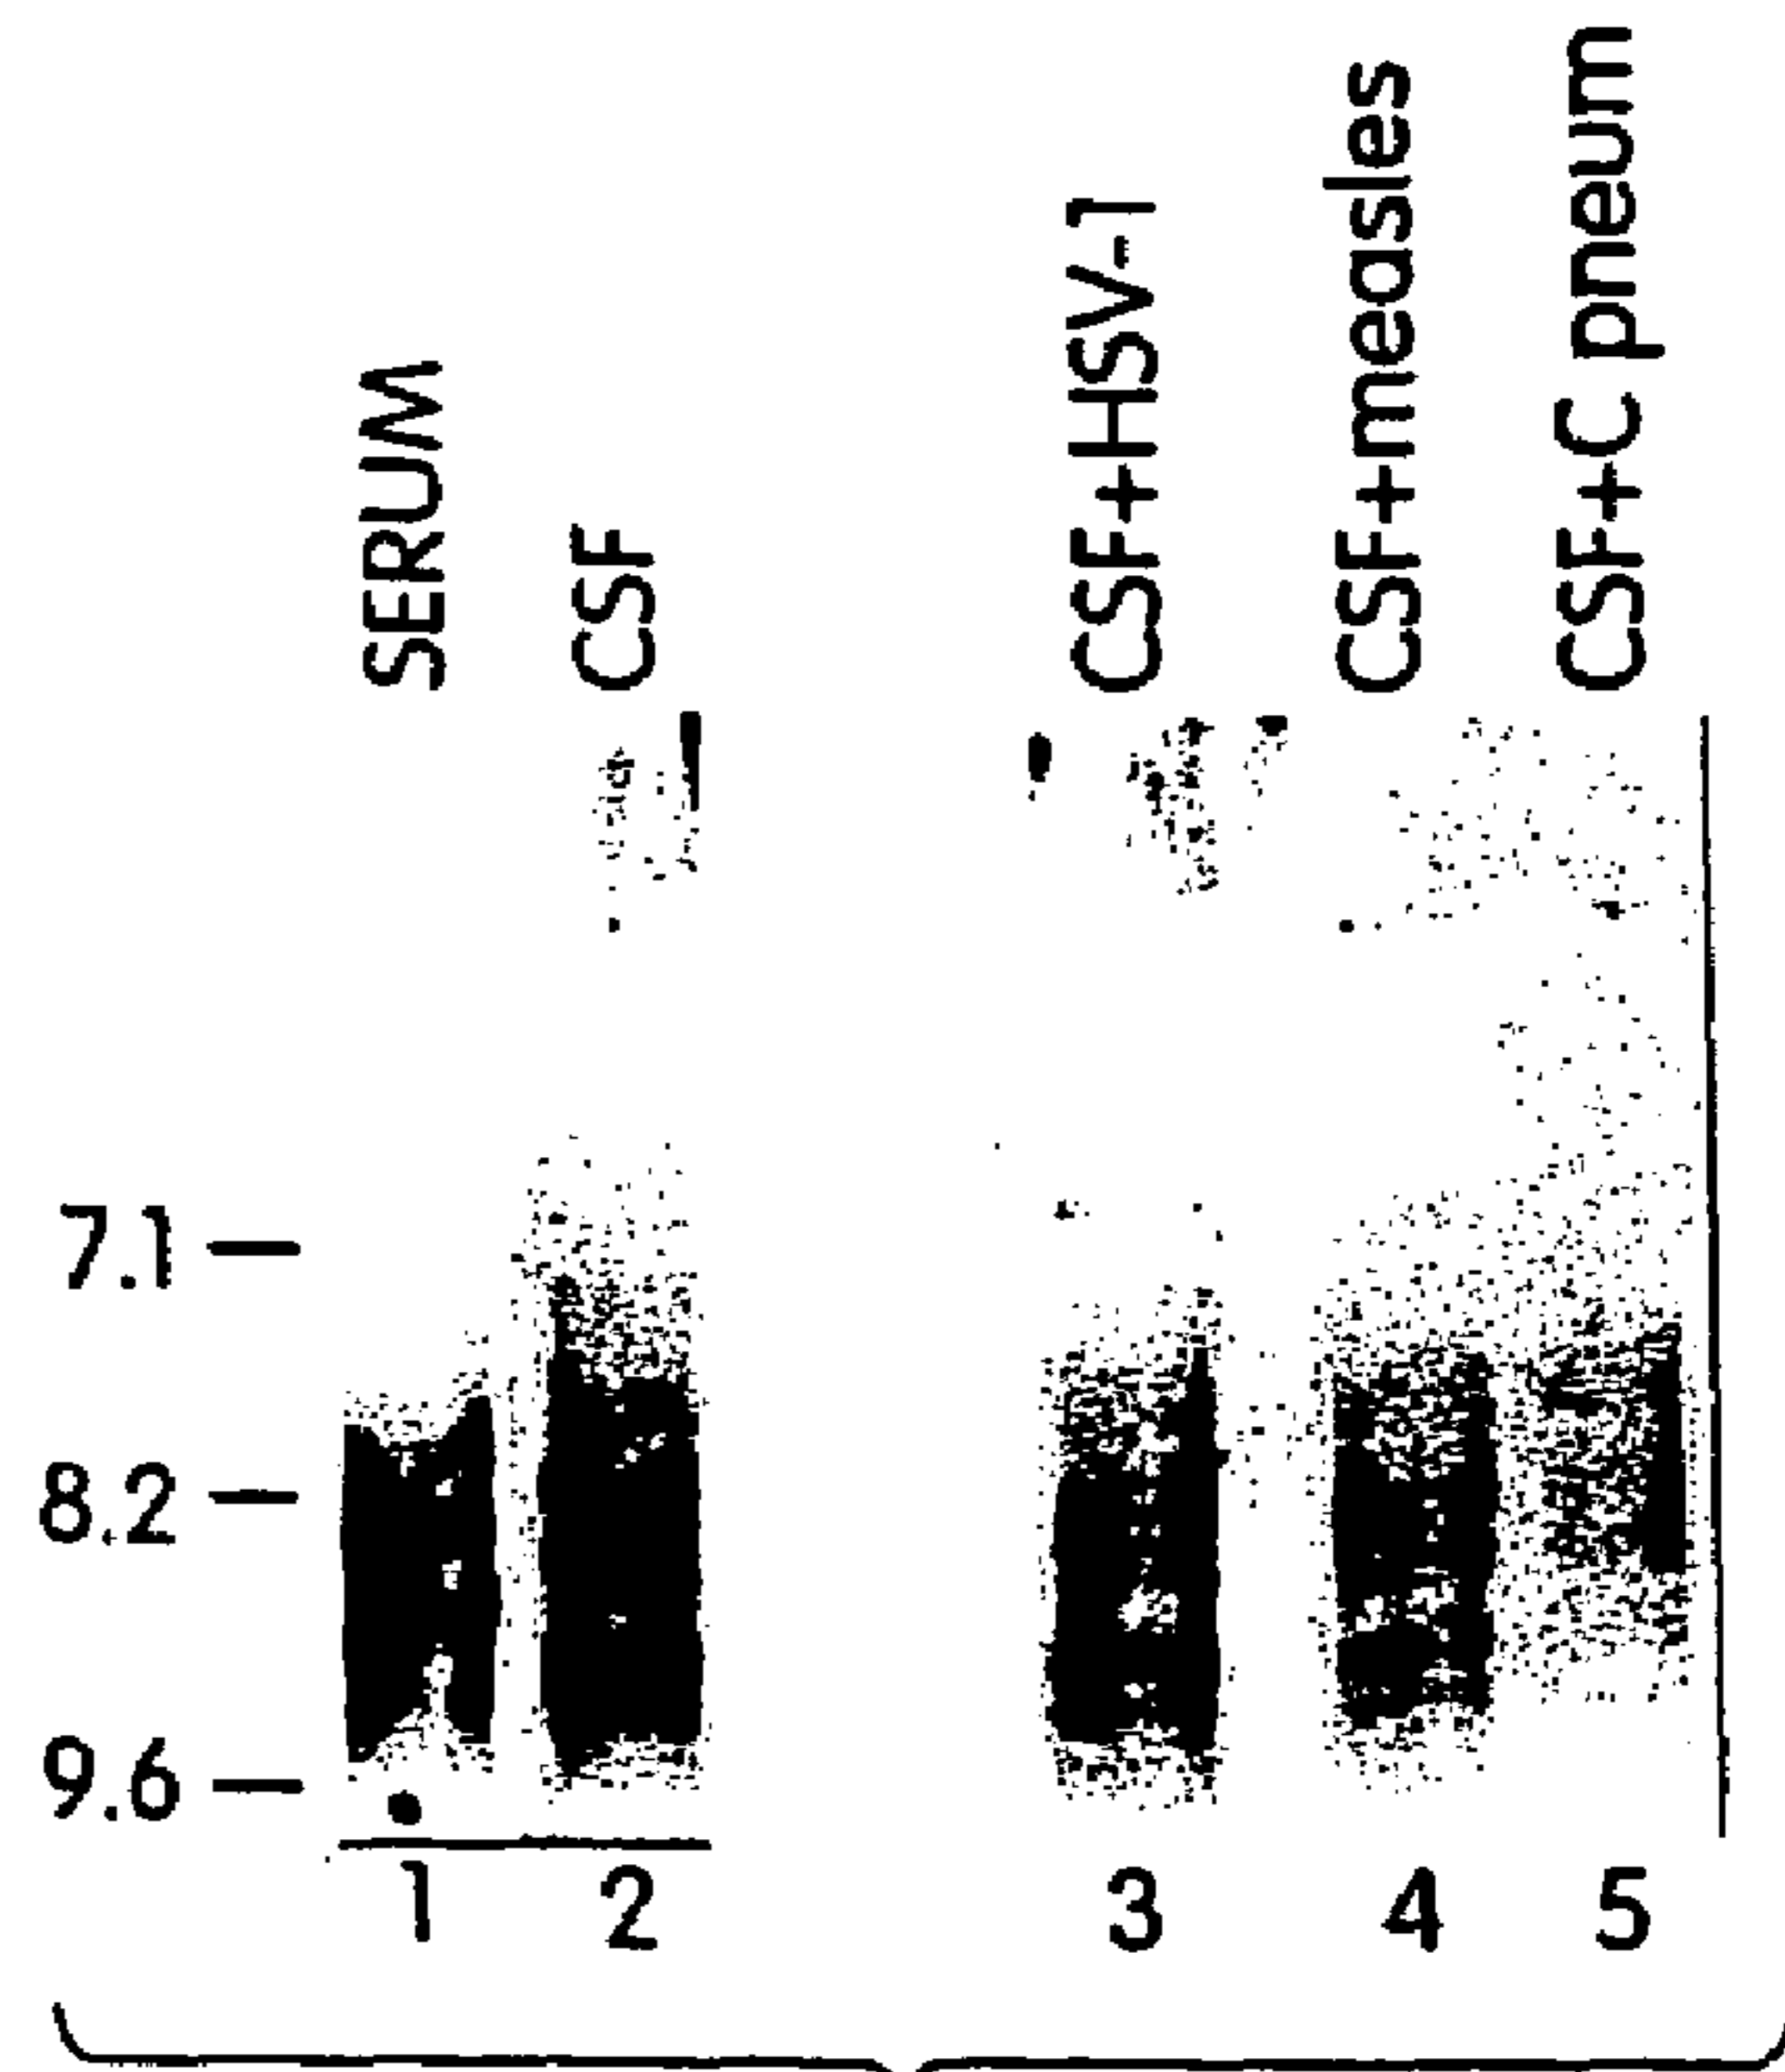 SERUM
CSF
CSF+HSV-1
CSF+measles
CSF+C pneum
7.1
8.2
9.6
1 2 3 4 5